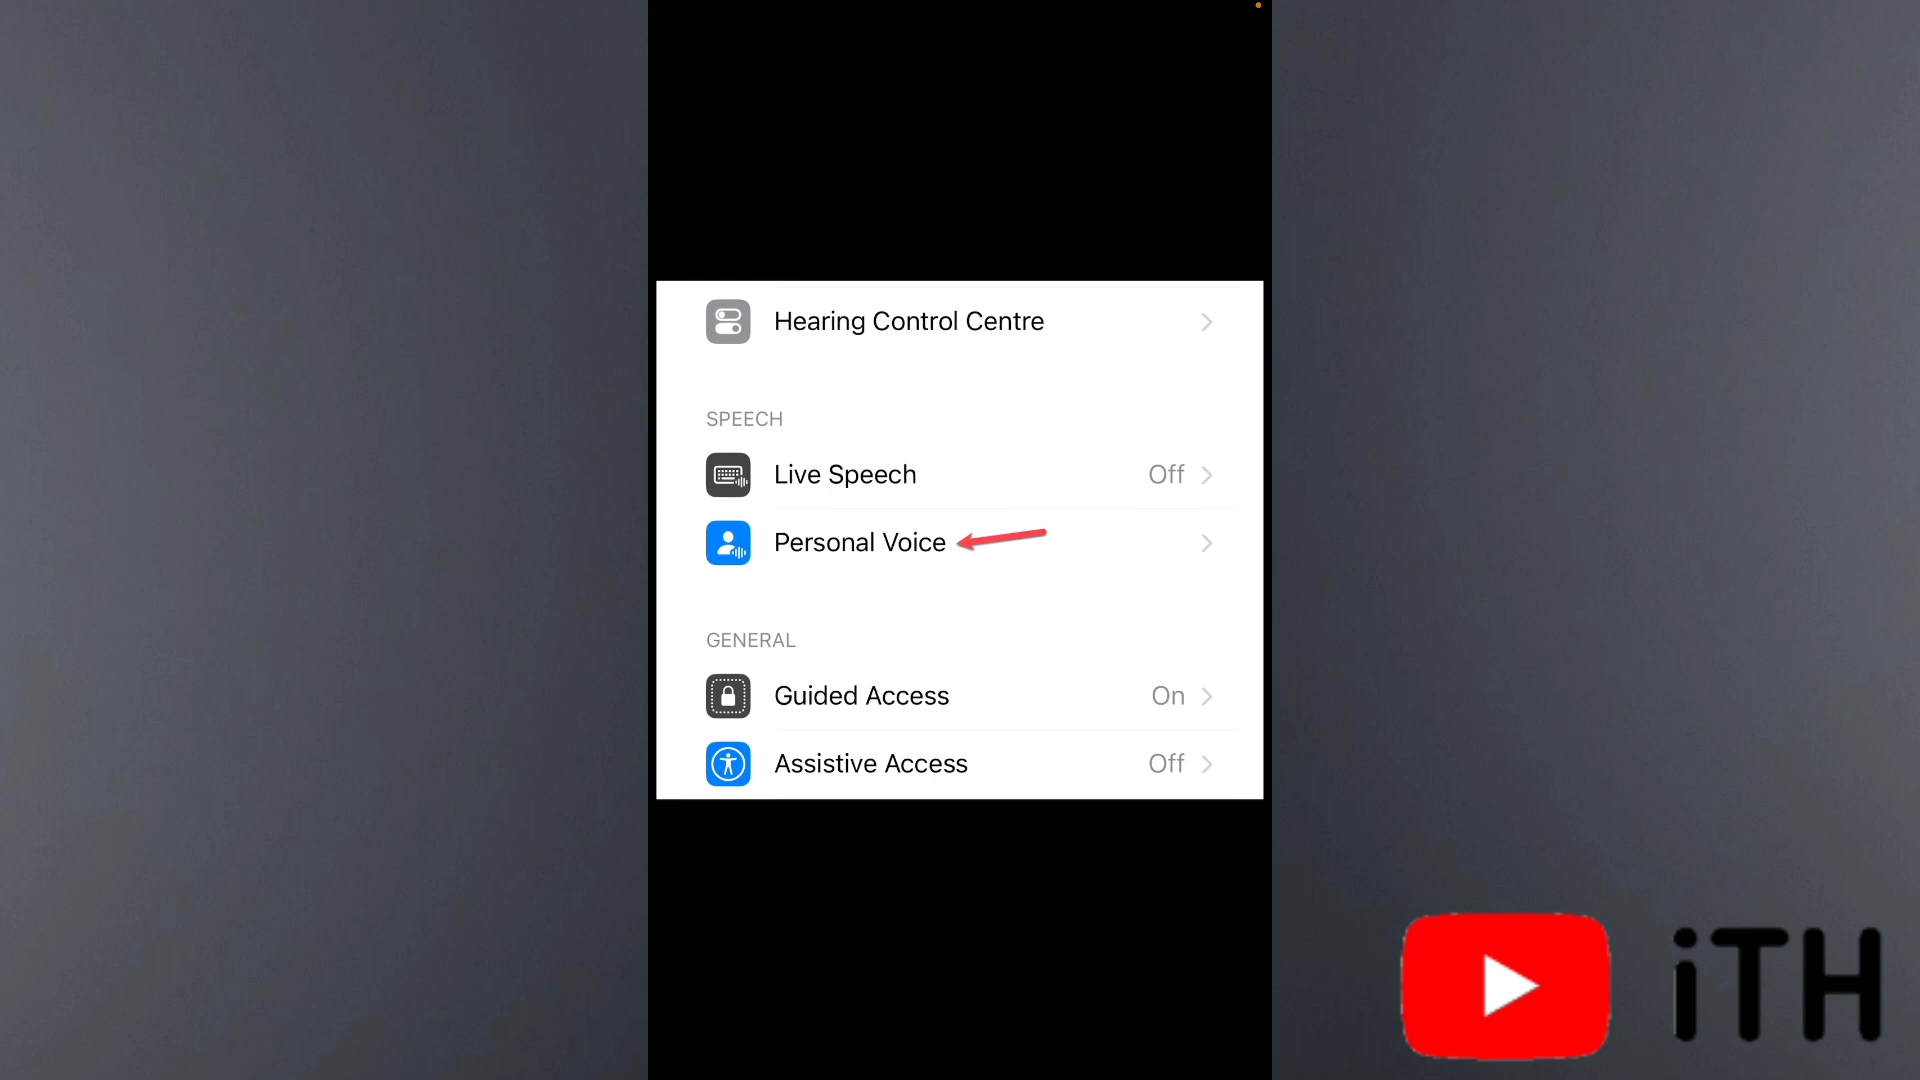 Hearing Control Centre
SPEECH
Live Speech Off
Personal Voice
GENERAL
Guided Access On
Assistive Access Off
iTH